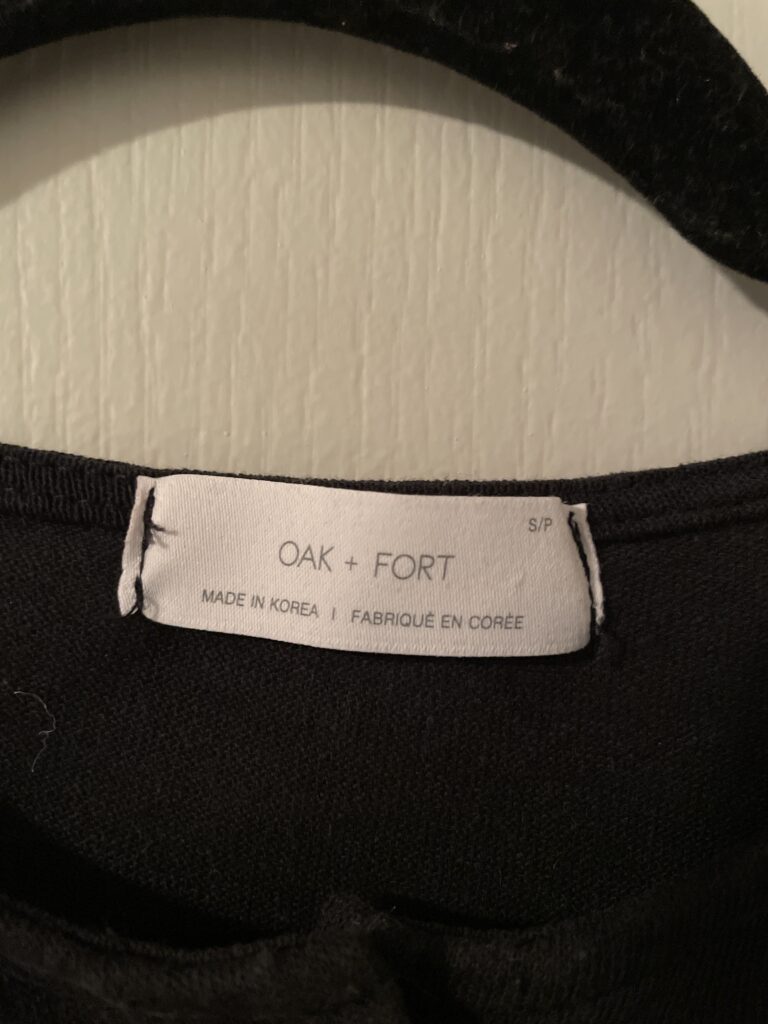 S/P
OAK + FORT
MADE IN KOREA | FABRIQUÉ EN CORÉE